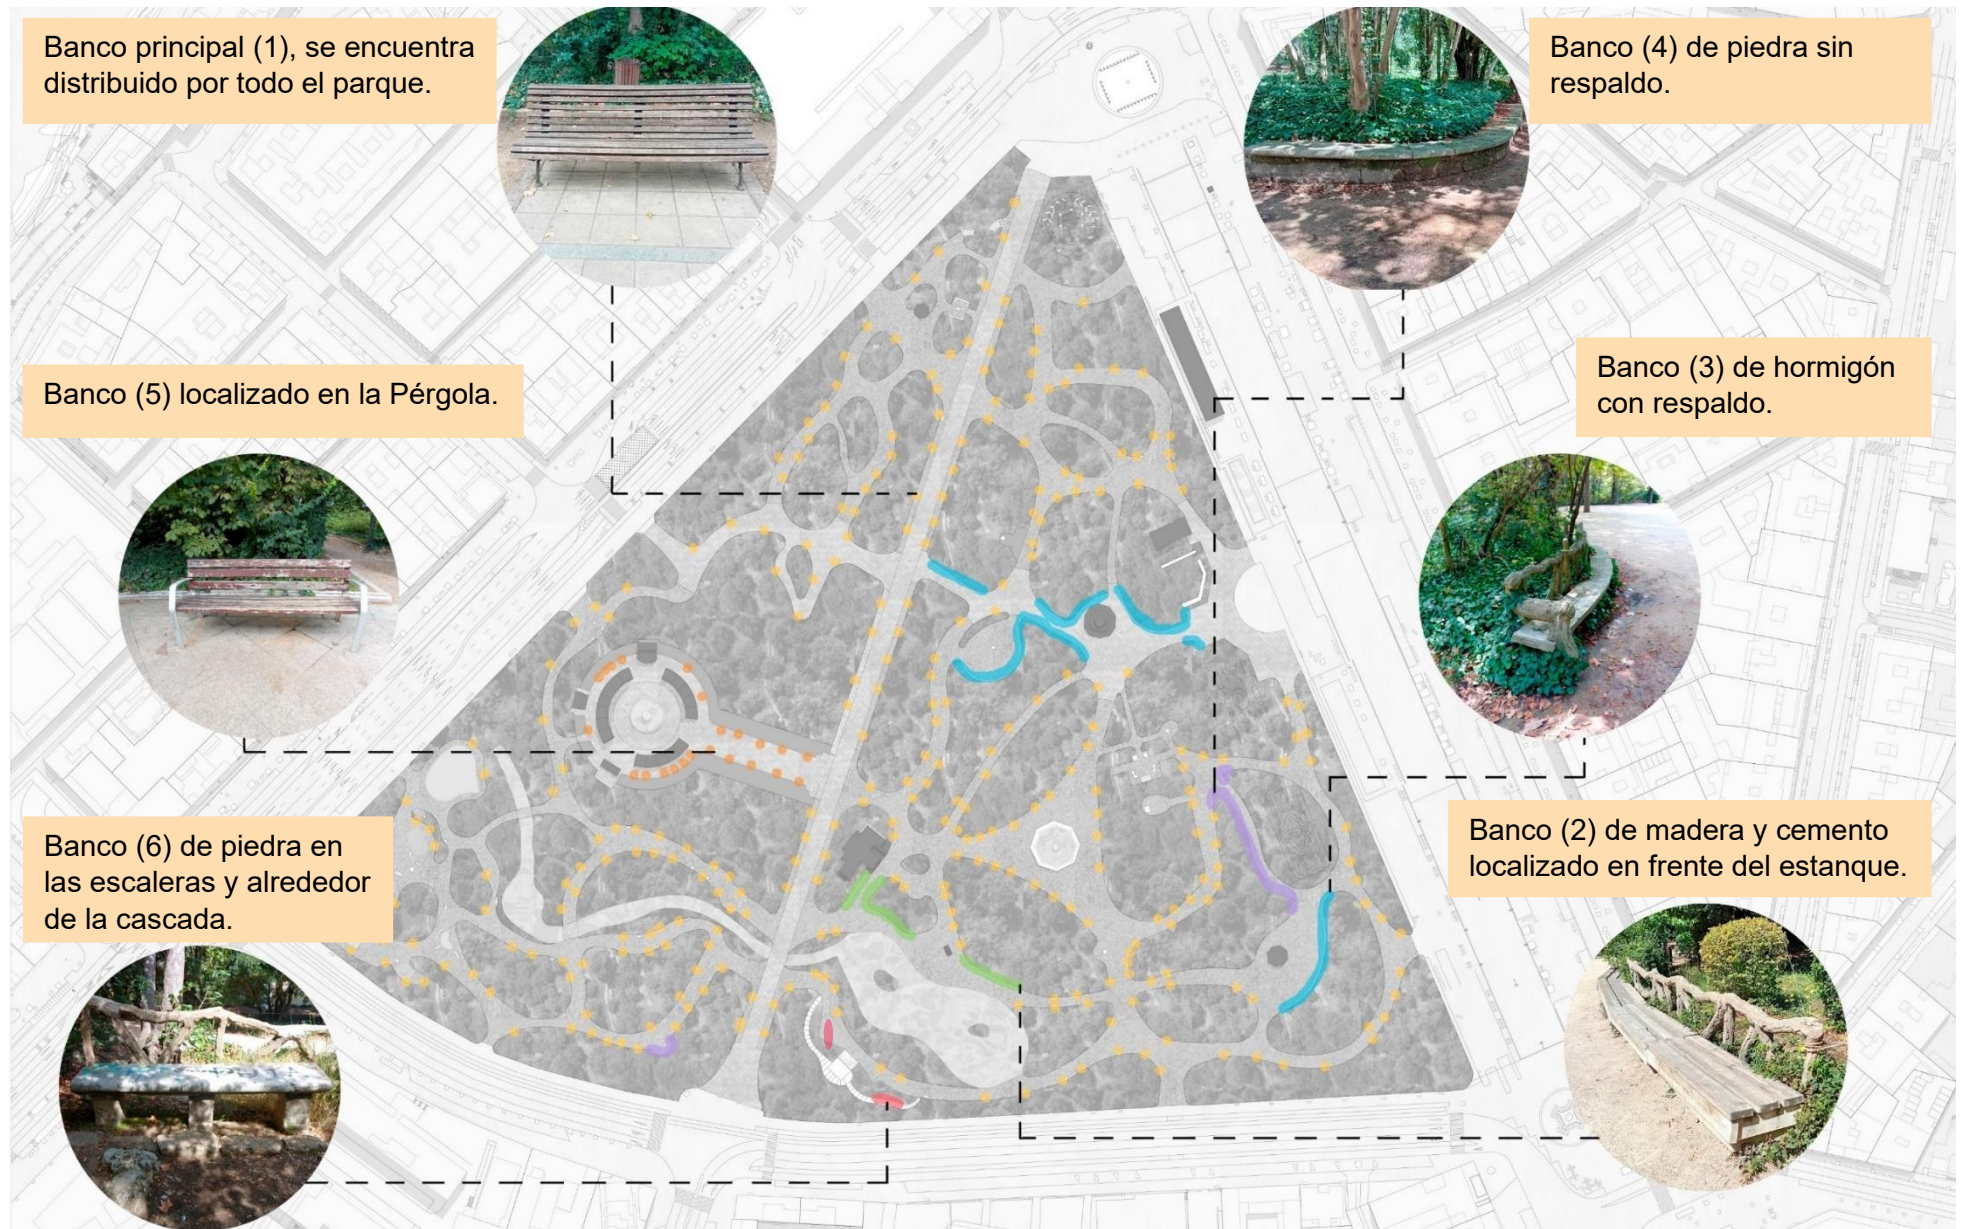 Banco principal (1), se encuentra
distribuido por todo el parque.
Banco (4) de piedra sin
respaldo.
Banco (5) localizado en la Pérgola.
Banco (3) de hormigón
con respaldo.
Banco (6) de piedra en
las escaleras y alrededor
de la cascada.
Banco (2) de madera y cemento
localizado en frente del estanque.